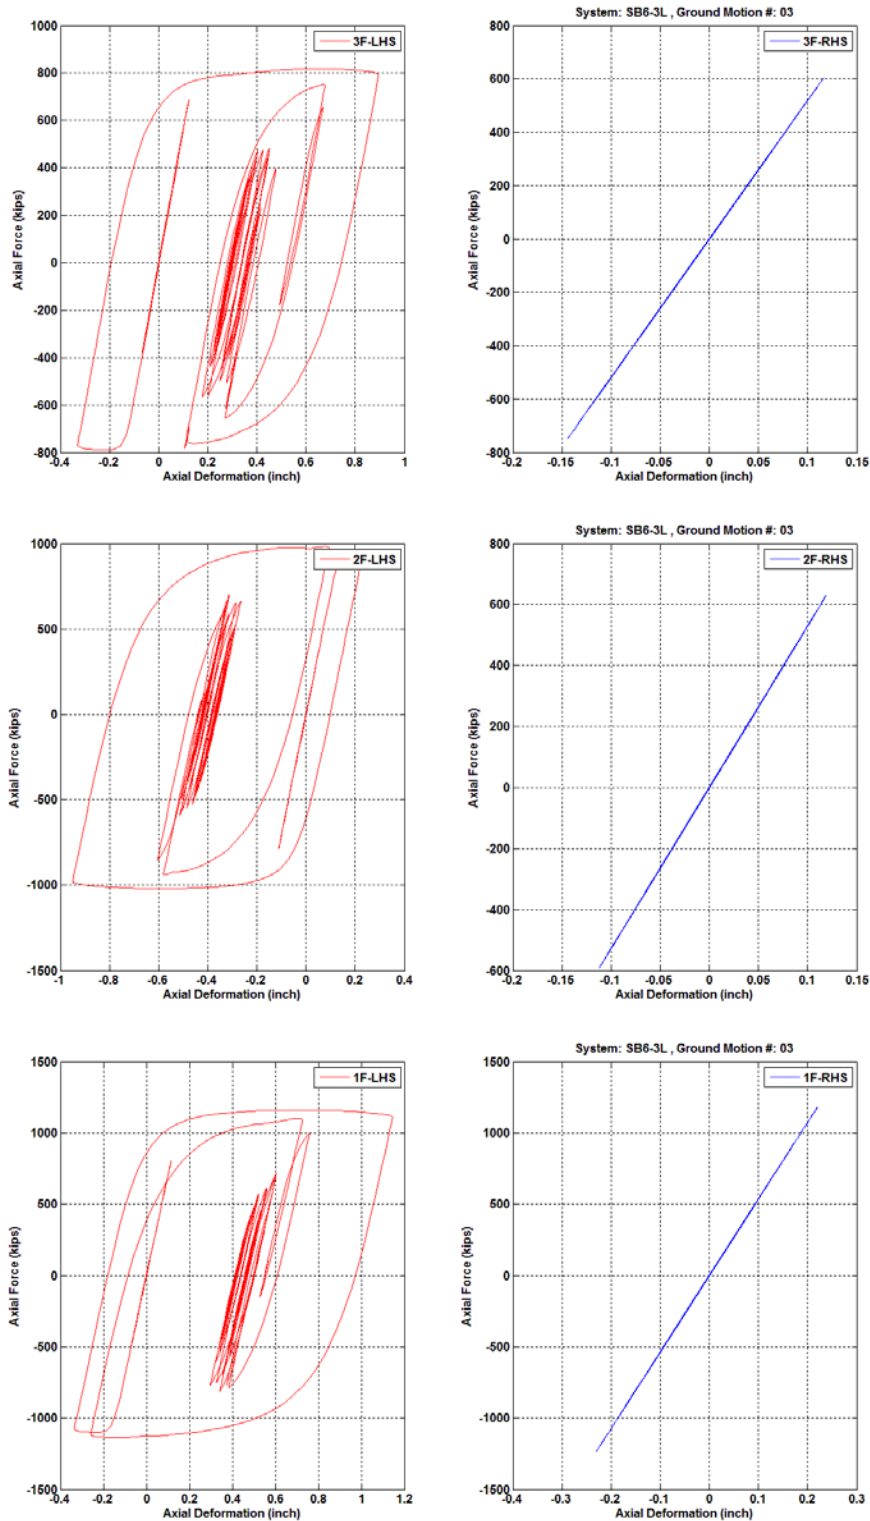 System: SB6-3L , Ground Motion #: 03
1000
800
600
400
200
0
-200
-400
-600
-800
Axial Force (kips)
3F-LHS
-0.4 -0.2 0 0.2 0.4 0.6 0.8 1
Axial Deformation (inch)
800
600
400
200
0
-200
-400
-600
-800
Axial Force (kips)
3F-RHS
-0.2 -0.15 -0.1 -0.05 0 0.05 0.1 0.15
Axial Deformation (inch)
System: SB6-3L , Ground Motion #: 03
1000
500
0
-500
-1000
-1500
Axial Force (kips)
2F-LHS
-1 -0.8 -0.6 -0.4 -0.2 0 0.2 0.4
Axial Deformation (inch)
800
600
400
200
0
-200
-400
-600
Axial Force (kips)
2F-RHS
-0.2 -0.15 -0.1 -0.05 0 0.05 0.1 0.15
Axial Deformation (inch)
System: SB6-3L , Ground Motion #: 03
1500
1000
500
0
-500
-1000
-1500
Axial Force (kips)
1F-LHS
-0.4 -0.2 0 0.2 0.4 0.6 0.8 1 1.2
Axial Deformation (inch)
1500
1000
500
0
-500
-1000
-1500
Axial Force (kips)
1F-RHS
-0.4 -0.3 -0.2 -0.1 0 0.1 0.2 0.3
Axial Deformation (inch)